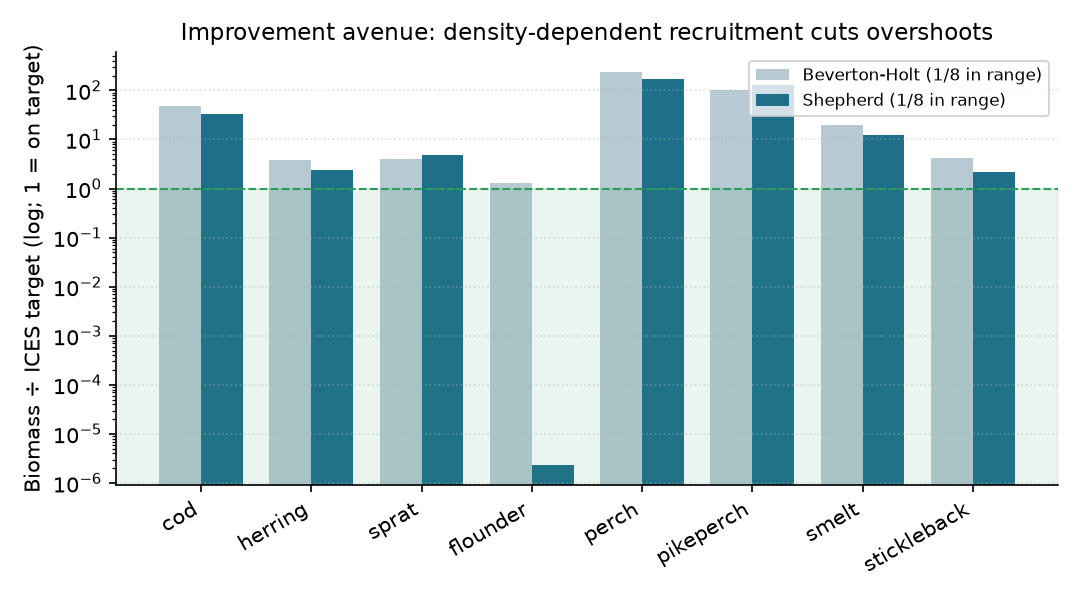 Improvement avenue: density-dependent recruitment cuts overshoots
Biomass ÷ ICES target (log; 1 = on target)
10²
10¹
10⁰
10⁻¹
10⁻²
10⁻³
10⁻⁴
10⁻⁵
10⁻⁶
Beverton-Holt (1/8 in range)
Shepherd (1/8 in range)
cod
herring
sprat
flounder
perch
pikeperch
smelt
stickleback